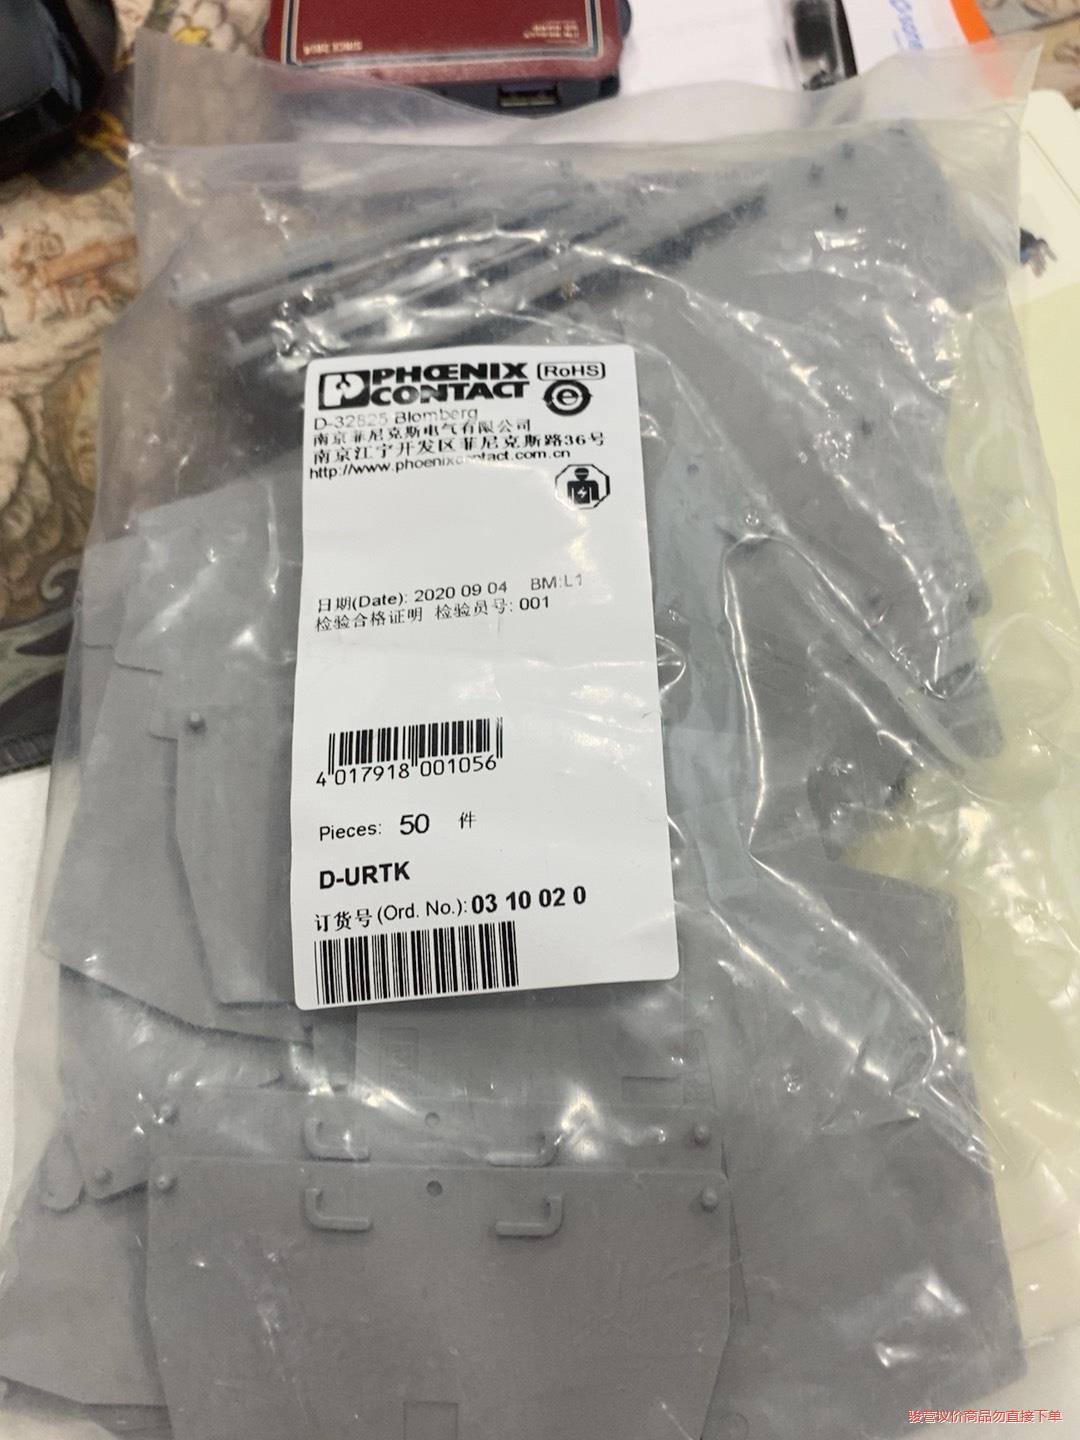 PHŒNIX
CONTACT
RoHS
e
D-32825 Blomberg
南京菲尼克斯电气有限公司
南京江宁开发区菲尼克斯路36号
http://www.phoenixcontact.com.cn
日期(Date): 2020 09 04 BM:L1
检验合格证明 检验员号: 001
4 017918 001056
Pieces: 50 件
D-URTK
订货号(Ord. No.): 03 10 02 0
骏营议价商品勿直接下单